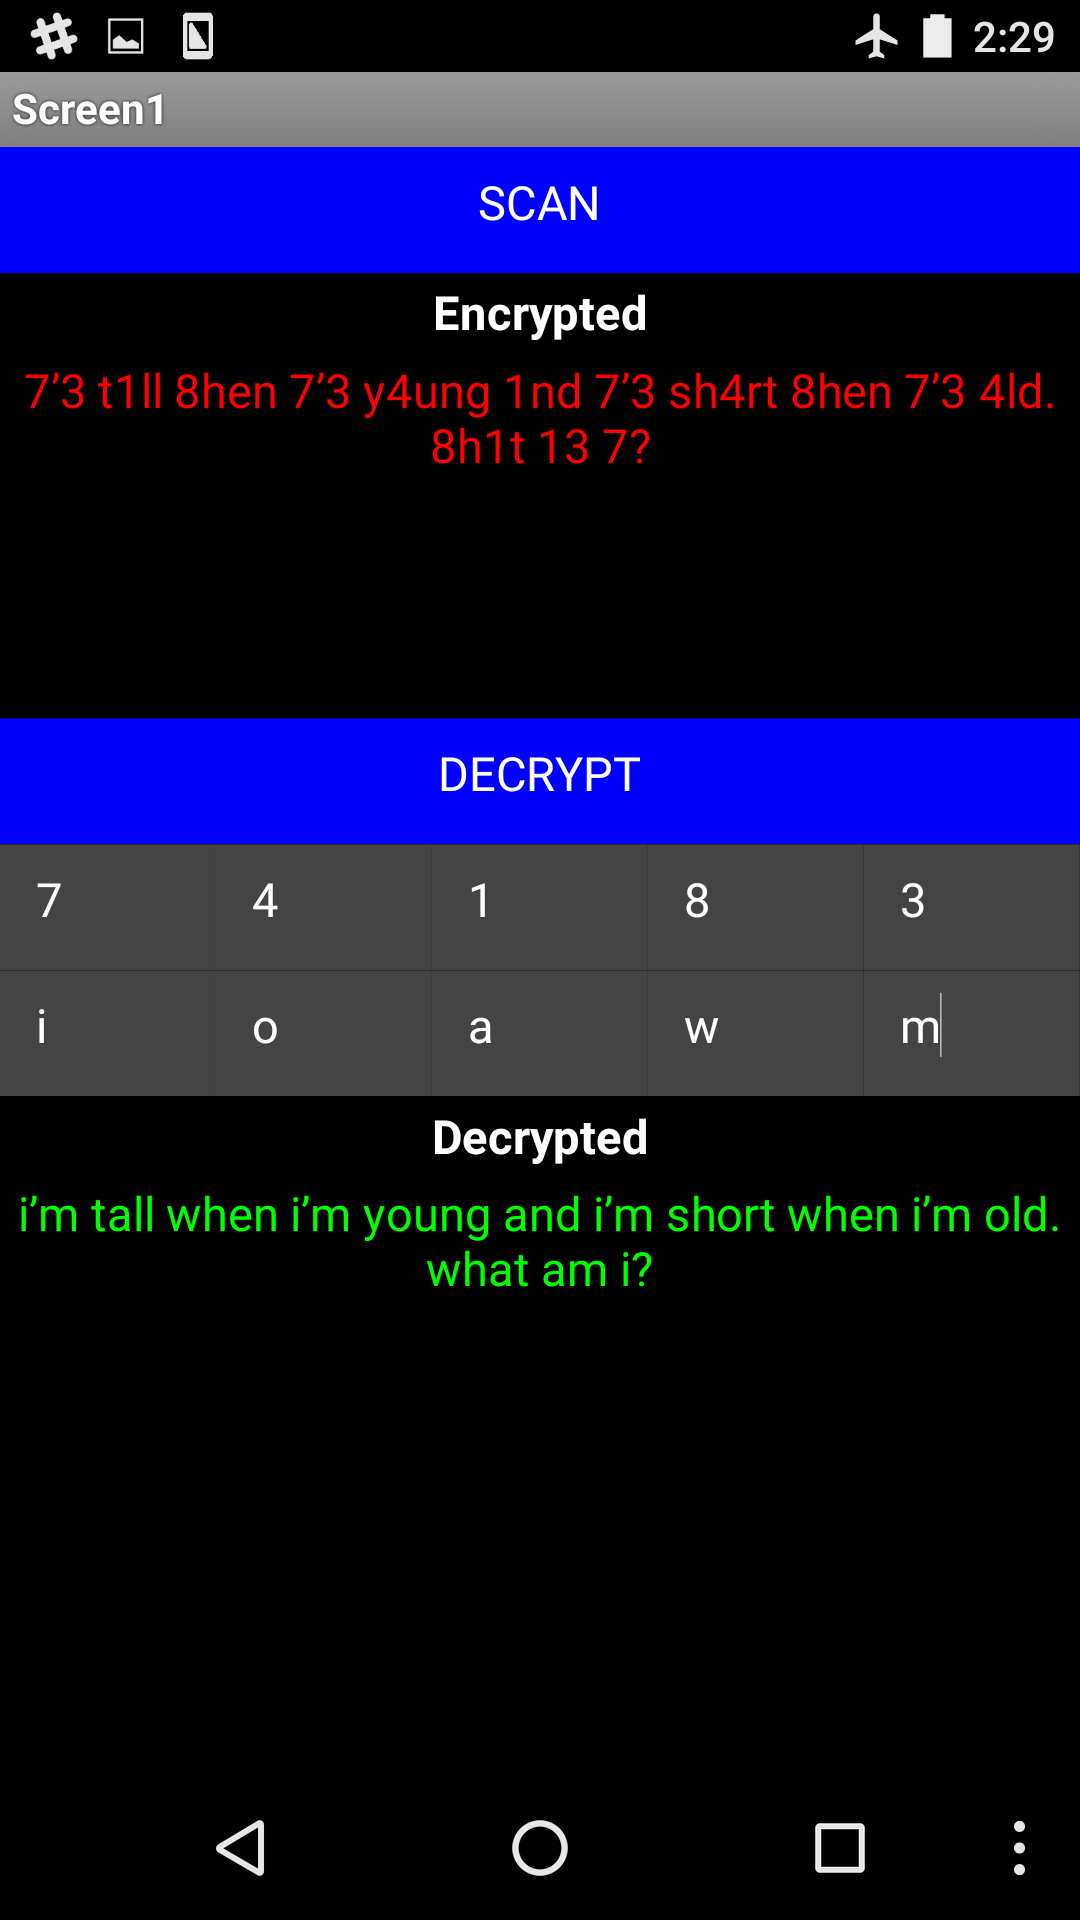 2:29
Screen1
SCAN
Encrypted
7’3 t1ll 8hen 7’3 y4ung 1nd 7’3 sh4rt 8hen 7’3 4ld.
8h1t 13 7?
DECRYPT
7 4 1 8 3
i o a w m
Decrypted
i’m tall when i’m young and i’m short when i’m old.
what am i?